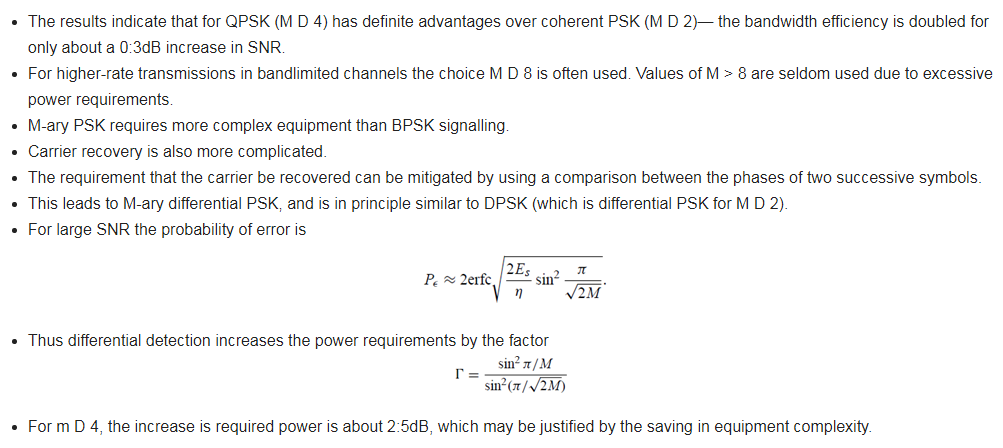 The results indicate that for QPSK (M D 4) has definite advantages over coherent PSK (M D 2)— the bandwidth efficiency is doubled for
only about a 0:3dB increase in SNR.
For higher-rate transmissions in bandlimited channels the choice M D 8 is often used. Values of M > 8 are seldom used due to excessive
power requirements.
M-ary PSK requires more complex equipment than BPSK signalling.
Carrier recovery is also more complicated.
The requirement that the carrier be recovered can be mitigated by using a comparison between the phases of two successive symbols.
This leads to M-ary differential PSK, and is in principle similar to DPSK (which is differential PSK for M D 2).
For large SNR the probability of error is
Pϵ ≈ 2erfc√(2Es/η sin² π/√2M).
Thus differential detection increases the power requirements by the factor
Γ = sin² π/M / sin²(π/√2M)
For m D 4, the increase is required power is about 2:5dB, which may be justified by the saving in equipment complexity.